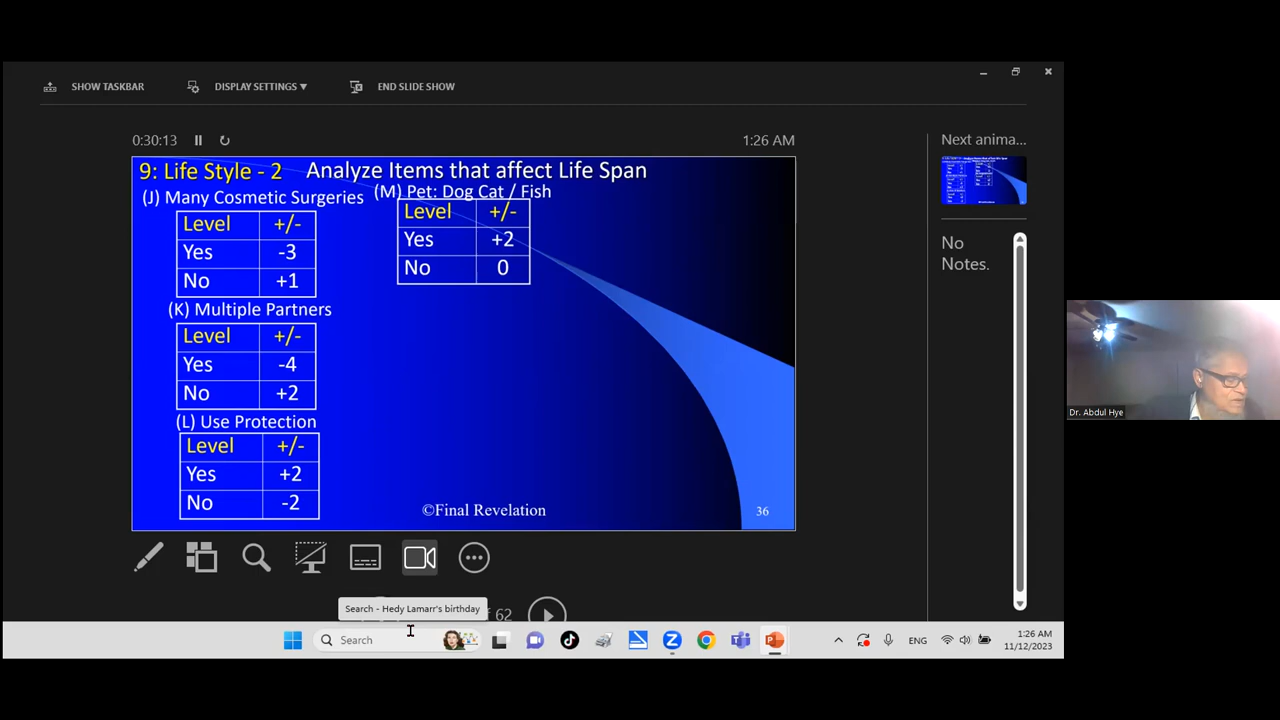 SHOW TASKBAR DISPLAY SETTINGS ▼ END SLIDE SHOW
0:30:13 1:26 AM
Next anima...
9: Life Style - 2 Analyze Items that affect Life Span
(J) Many Cosmetic Surgeries
Level +/-
Yes -3
No +1
(K) Multiple Partners
Level +/-
Yes -4
No +2
(L) Use Protection
Level +/-
Yes +2
No -2
(M) Pet: Dog Cat / Fish
Level +/-
Yes +2
No 0
©Final Revelation
36
No
Notes.
Dr. Abdul Hye
Search - Hedy Lamarr's birthday
62
Search
ENG
1:26 AM
11/12/2023